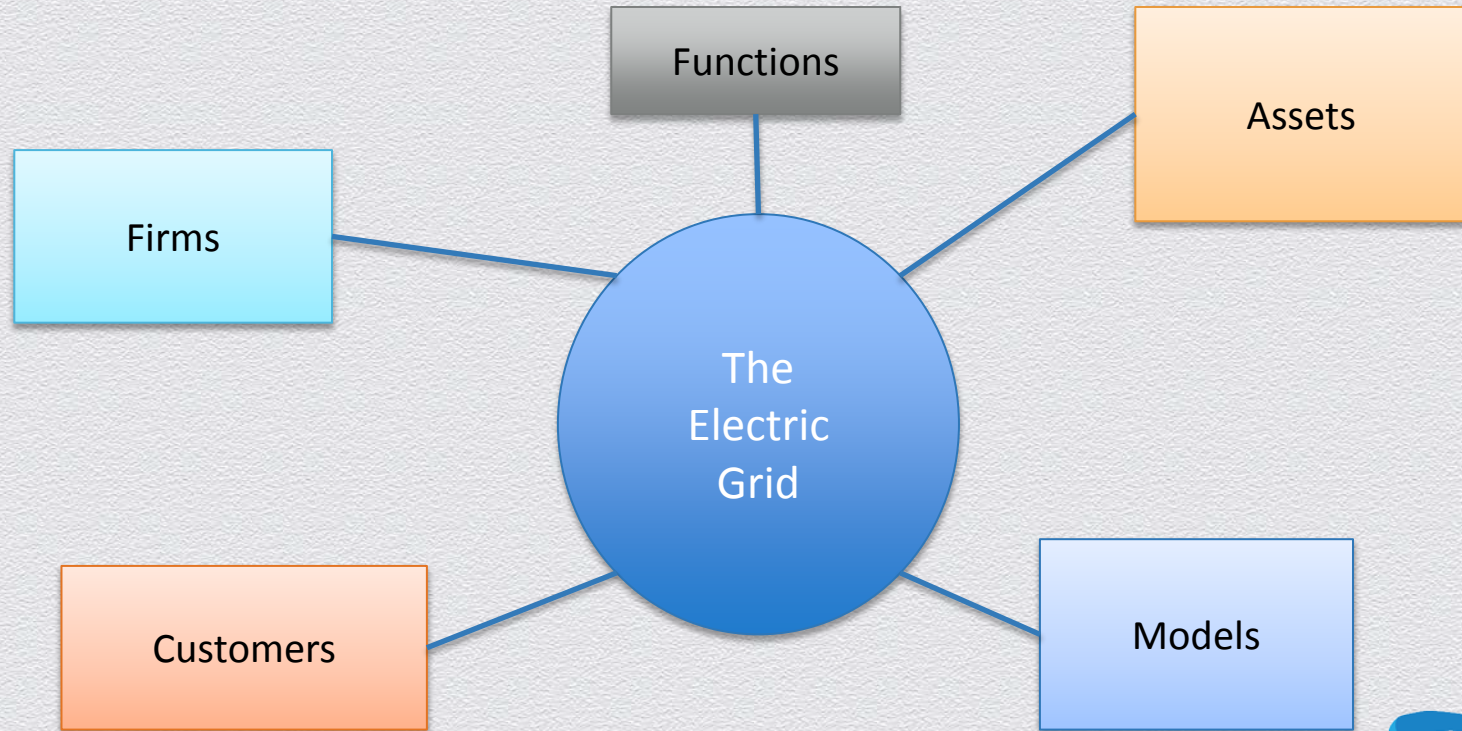 Functions
Assets
Firms
The
Electric
Grid
Customers
Models